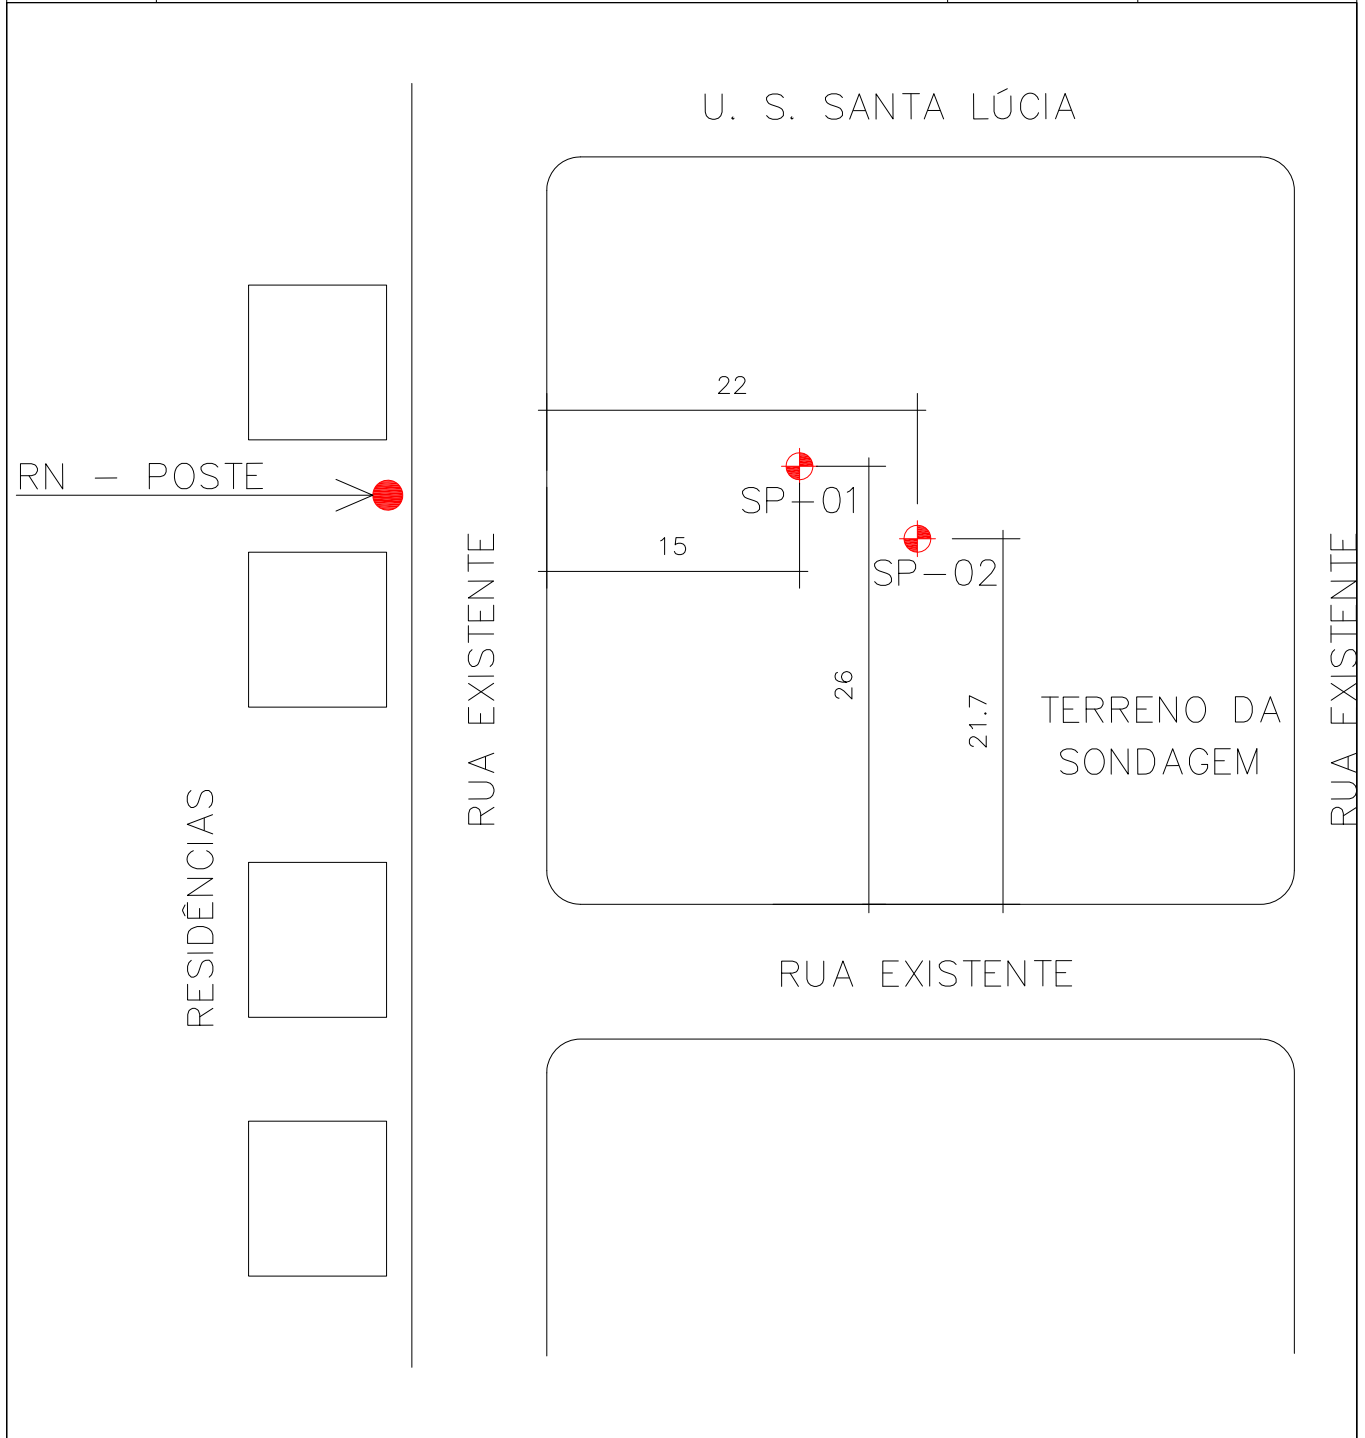 U. S. SANTA LÚCIA
22
RN - POSTE
SP-01
15
SP-02
RUA EXISTENTE
RUA EXISTENTE
26
21.7
TERRENO DA
SONDAGEM
RESIDÊNCIAS
RUA EXISTENTE